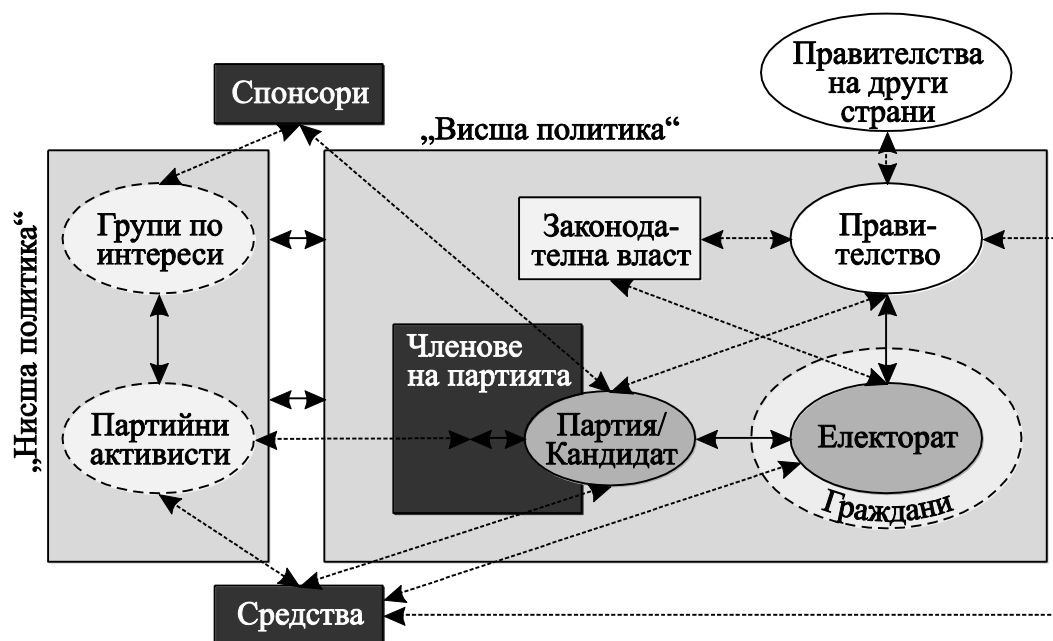 Правителства
на други
страни
Спонсори
„Висша политика“
„Нисша политика“
Групи по
интереси
Законода-
телна власт
Прави-
телство
Членове
на партията
Партийни
активисти
Партия/
Кандидат
Електорат
Граждани
Средства